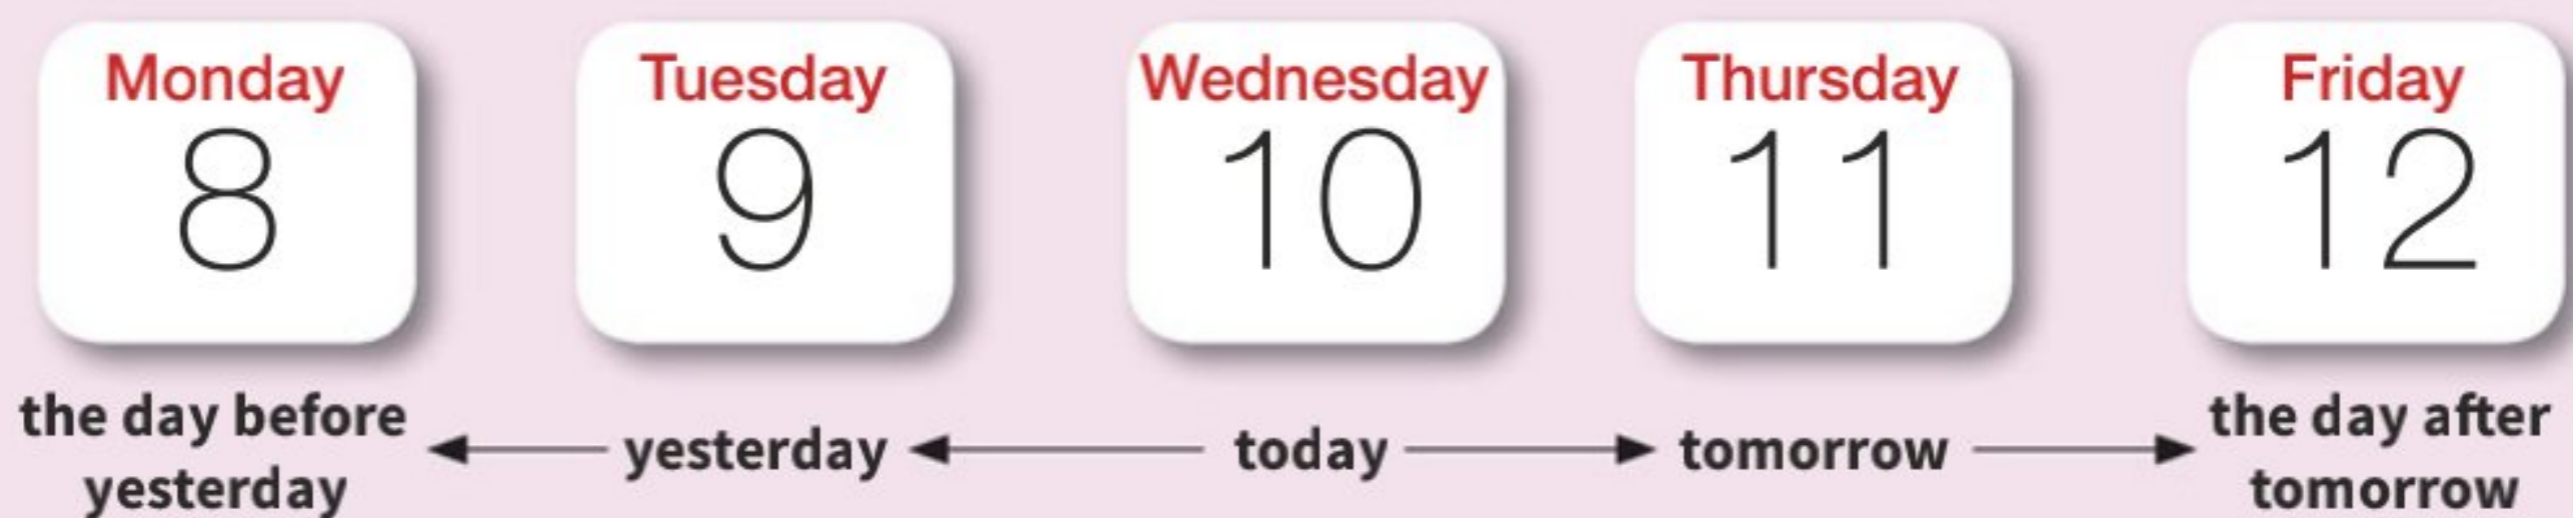 Monday Tuesday Wednesday Thursday Friday
8 9 10 11 12
the day before yesterday today tomorrow the day after
yesterday tomorrow